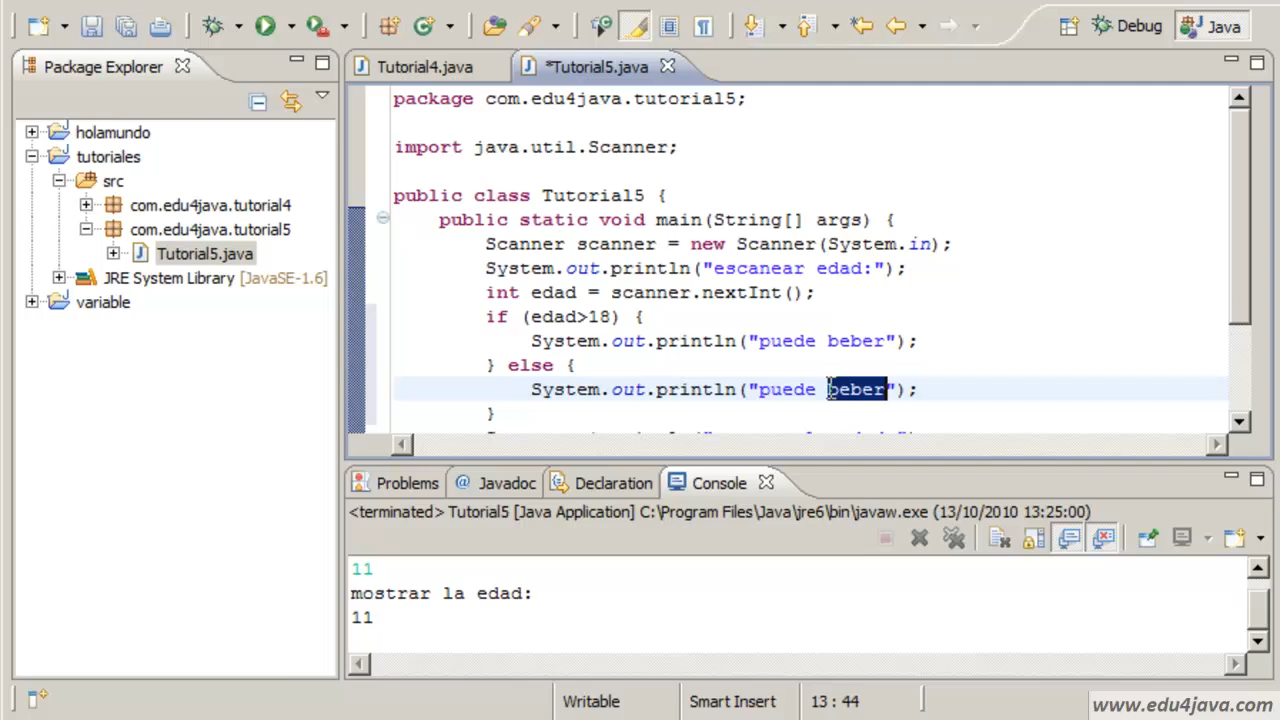 Debug
Java
Package Explorer
Tutorial4.java
*Tutorial5.java
holamundo
tutoriales
src
com.edu4java.tutorial4
com.edu4java.tutorial5
Tutorial5.java
JRE System Library [JavaSE-1.6]
variable
package com.edu4java.tutorial5;
import java.util.Scanner;
public class Tutorial5 {
public static void main(String[] args) {
Scanner scanner = new Scanner(System.in);
System.out.println("escanear edad:");
int edad = scanner.nextInt();
if (edad>18) {
System.out.println("puede beber");
} else {
System.out.println("puede beber");
}
Problems
@ Javadoc
Declaration
Console
<terminated> Tutorial5 [Java Application] C:\Program Files\Java\jre6\bin\javaw.exe (13/10/2010 13:25:00)
11
mostrar la edad:
11
Writable
Smart Insert
13 : 44
www.edu4java.com